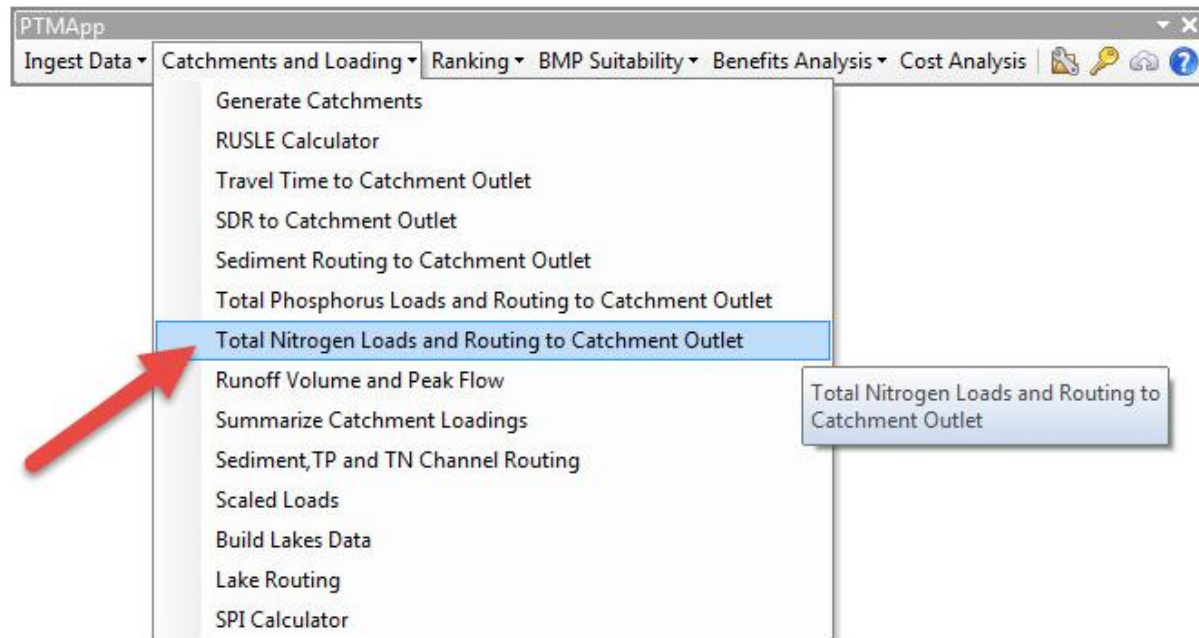 PTMApp
Ingest Data Catchments and Loading Ranking BMP Suitability Benefits Analysis Cost Analysis
Generate Catchments
RUSLE Calculator
Travel Time to Catchment Outlet
SDR to Catchment Outlet
Sediment Routing to Catchment Outlet
Total Phosphorus Loads and Routing to Catchment Outlet
Total Nitrogen Loads and Routing to Catchment Outlet
Runoff Volume and Peak Flow
Summarize Catchment Loadings
Sediment,TP and TN Channel Routing
Scaled Loads
Build Lakes Data
Lake Routing
SPI Calculator
Total Nitrogen Loads and Routing to
Catchment Outlet